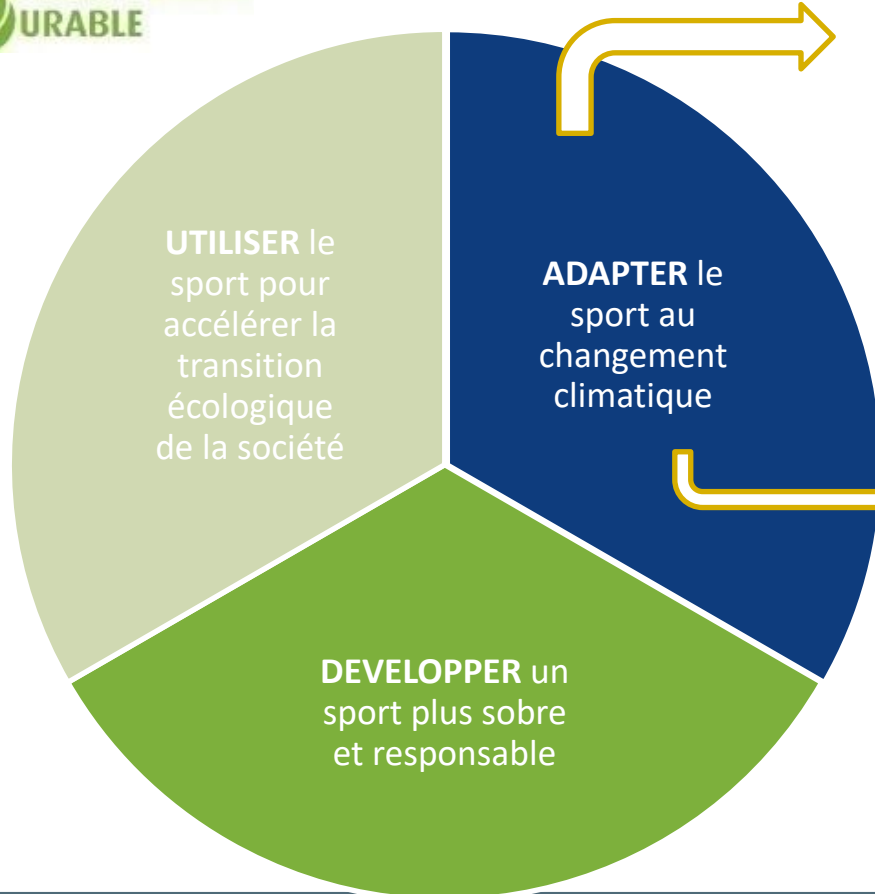 URABLE
UTILISER le
sport pour
accélérer la
transition
écologique
de la société
ADAPTER le
sport au
changement
climatique
DEVELOPPER un
sport plus sobre
et responsable